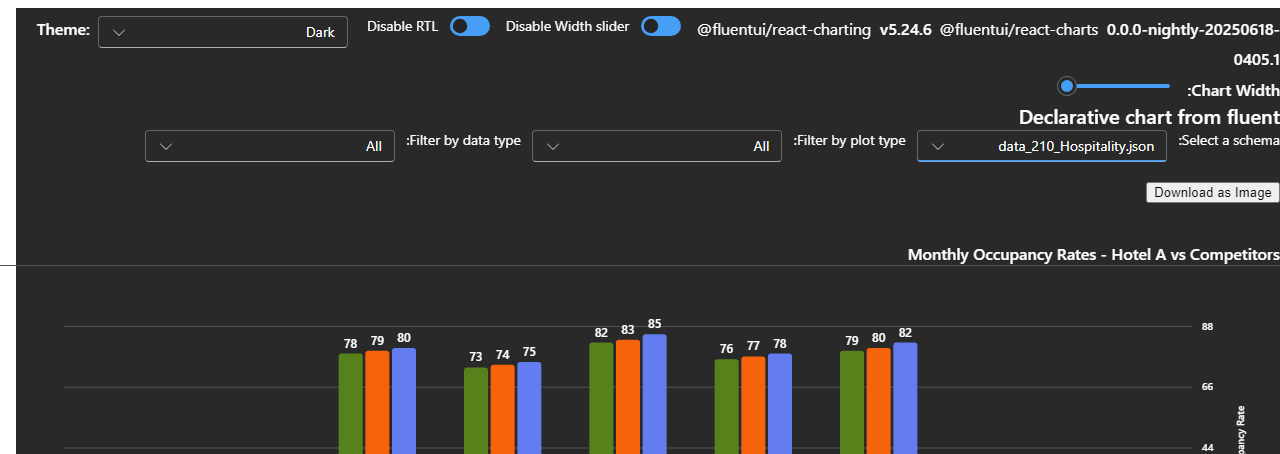 Theme:
Dark
Disable RTL
Disable Width slider
@fluentui/react-charting v5.24.6 @fluentui/react-charts 0.0.0-nightly-20250618-
0405.1
:Chart Width
Declarative chart from fluent
:Select a schema
data_210_Hospitality.json
:Filter by plot type
All
:Filter by data type
All
Download as Image
Monthly Occupancy Rates - Hotel A vs Competitors
88
66
44
78 79 80
73 74 75
82 83 85
76 77 78
79 80 82
Rate